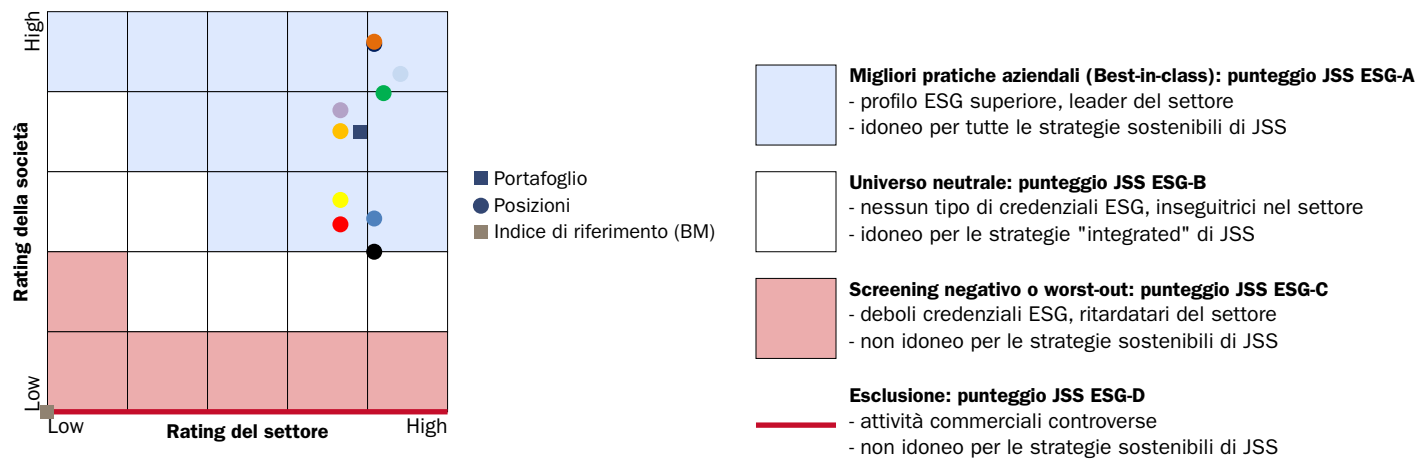 High
Rating della società
Low
Low
Rating del settore
High
Portafoglio
Posizioni
Indice di riferimento (BM)
Migliori pratiche aziendali (Best-in-class): punteggio JSS ESG-A
- profilo ESG superiore, leader del settore
- idoneo per tutte le strategie sostenibili di JSS
Universo neutrale: punteggio JSS ESG-B
- nessun tipo di credenziali ESG, inseguitrici nel settore
- idoneo per le strategie "integrated" di JSS
Screening negativo o worst-out: punteggio JSS ESG-C
- deboli credenziali ESG, ritardatari del settore
- non idoneo per le strategie sostenibili di JSS
Esclusione: punteggio JSS ESG-D
- attività commerciali controverse
- non idoneo per le strategie sostenibili di JSS